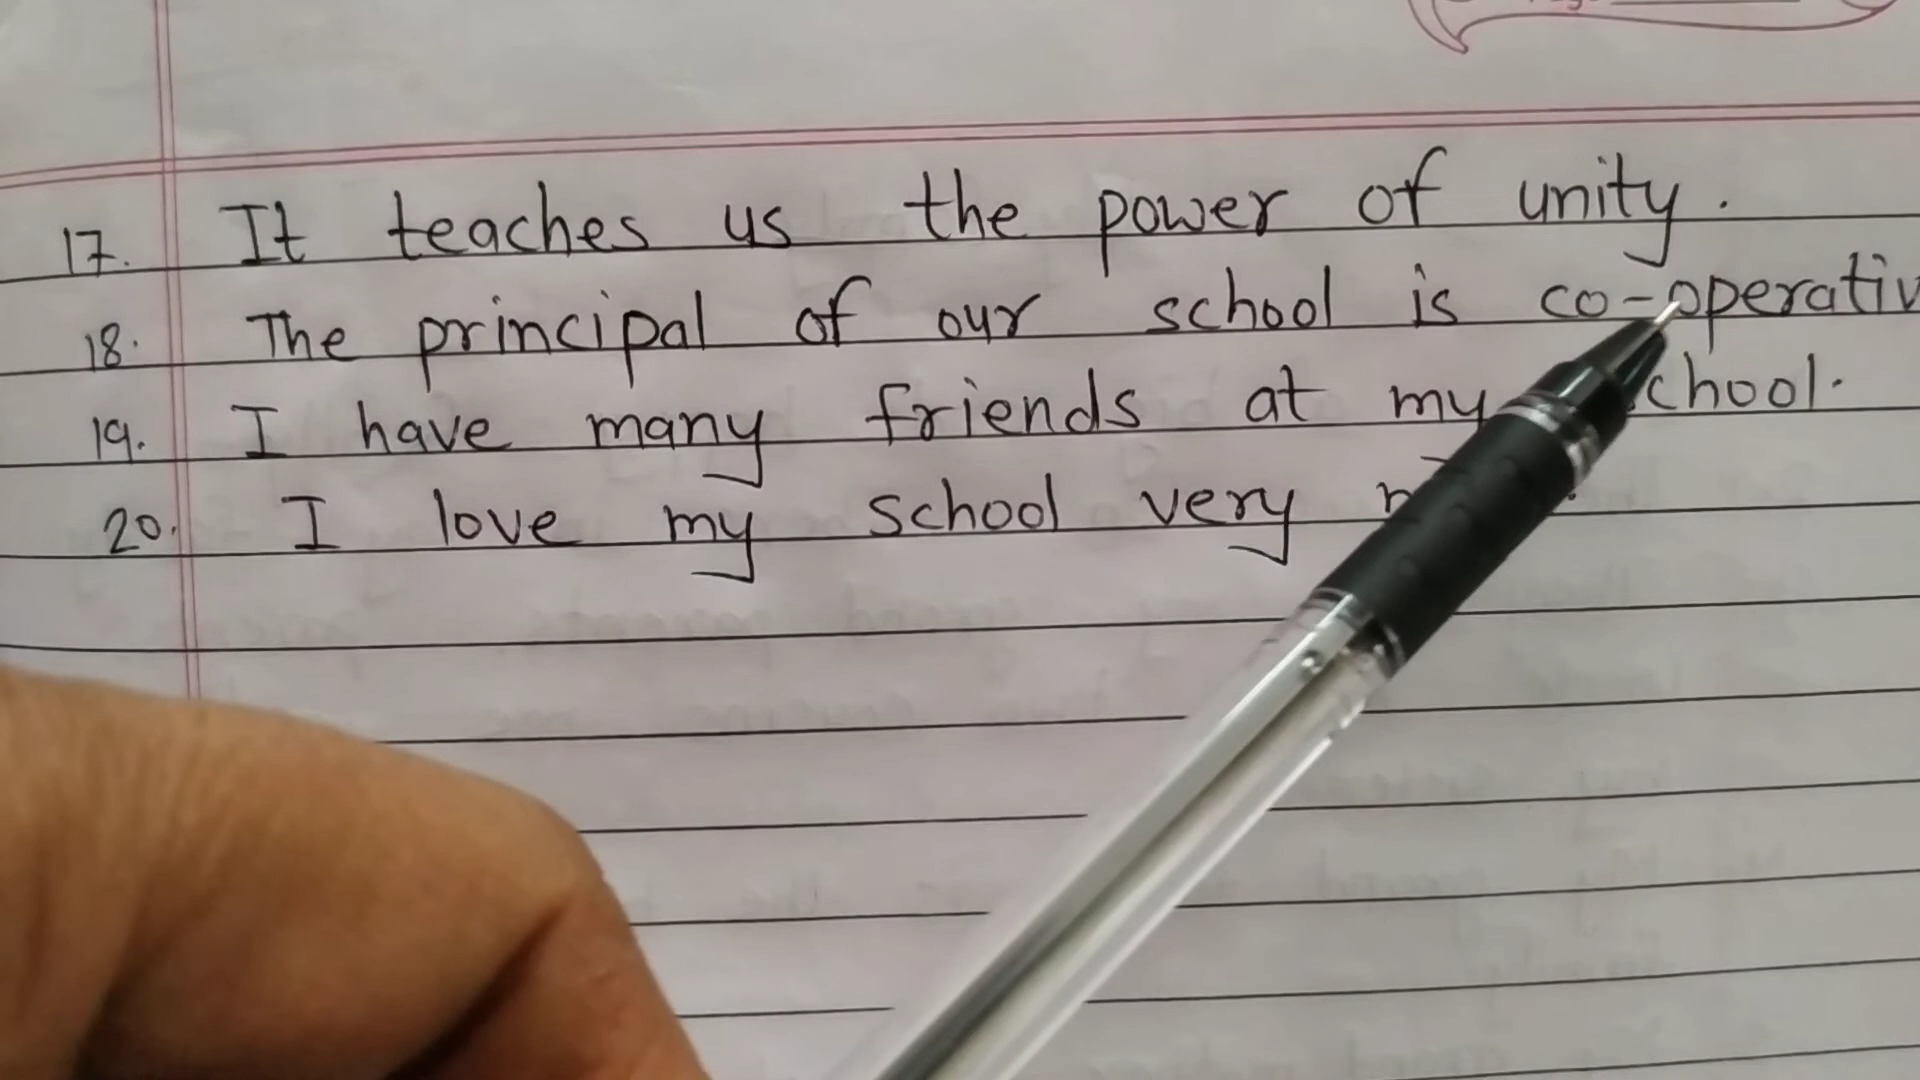 17. It teaches us the power of unity.
18. The principal of our school is co-operativ
19. I have many friends at my chool.
20. I love my school very